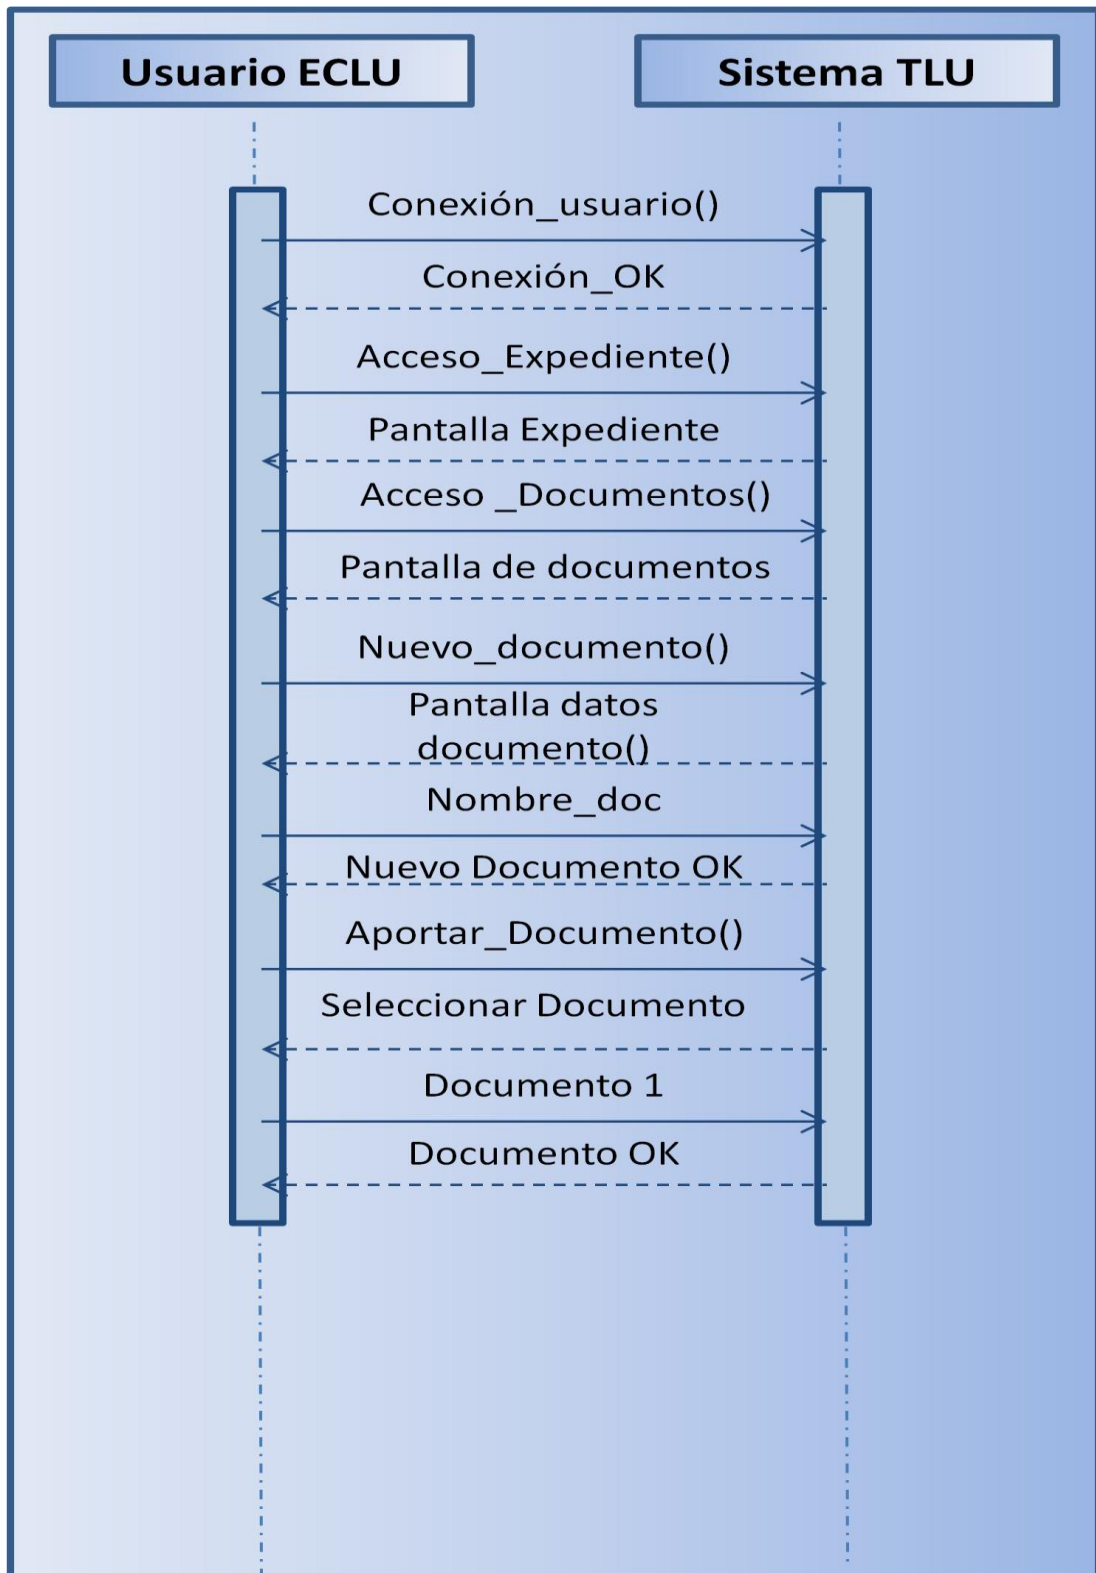 Usuario ECLU
Sistema TLU
Conexión_usuario()
Conexión_OK
Acceso_Expediente()
Pantalla Expediente
Acceso _Documentos()
Pantalla de documentos
Nuevo_documento()
Pantalla datos
documento()
Nombre_doc
Nuevo Documento OK
Aportar_Documento()
Seleccionar Documento
Documento 1
Documento OK